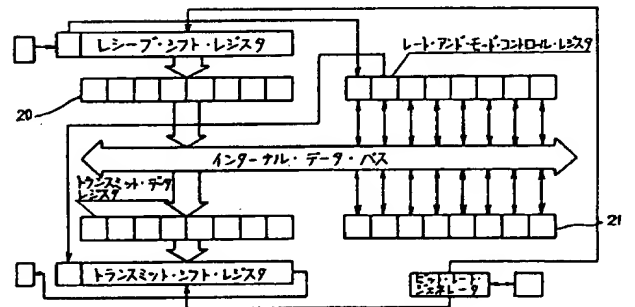 レシーブ・シフト・レジスタ
レート・アンド・モード・コントロール・レジスタ
20
インターナル・データ・バス
トランスミット・データ
レジスタ
21
トランスミット・シフト・レジスタ
ビット・レート・
ジェネレータ